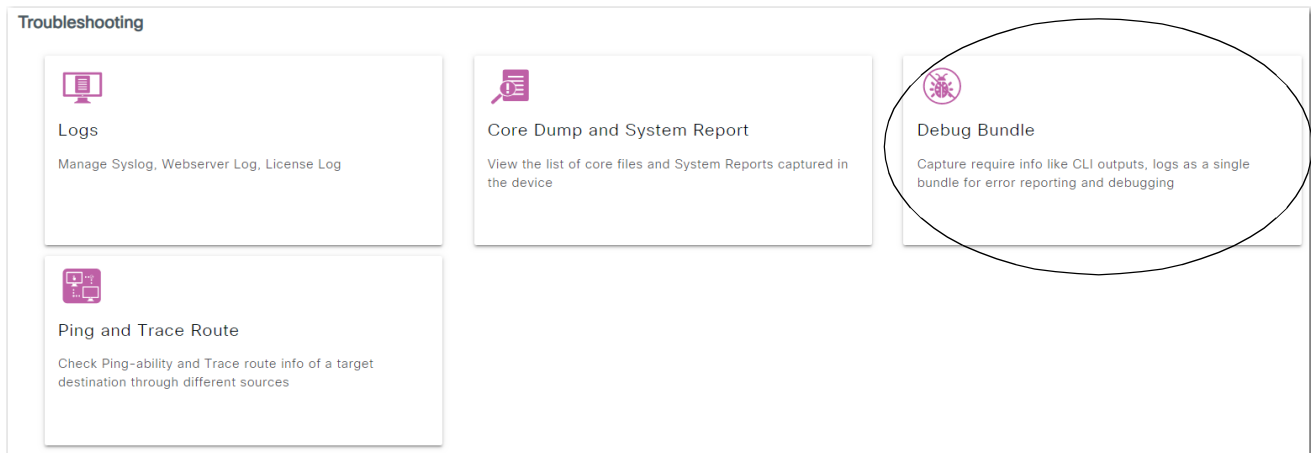 Troubleshooting
Logs
Manage Syslog, Webserver Log, License Log
Core Dump and System Report
View the list of core files and System Reports captured in
the device
Debug Bundle
Capture require info like CLI outputs, logs as a single
bundle for error reporting and debugging
Ping and Trace Route
Check Ping-ability and Trace route info of a target
destination through different sources